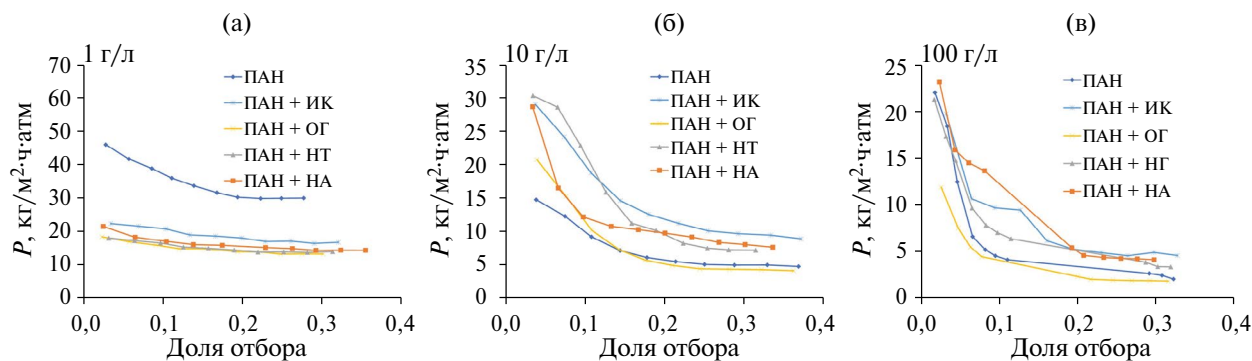 (а)
1 г/л
P, кг/м²·ч·атм
70
60
50
40
30
20
10
0
0,0 0,1 0,2 0,3 0,4
Доля отбора
ПАН
ПАН + ИК
ПАН + ОГ
ПАН + НТ
ПАН + НА
(б)
10 г/л
P, кг/м²·ч·атм
35
30
25
20
15
10
5
0
0,0 0,1 0,2 0,3 0,4
Доля отбора
ПАН
ПАН + ИК
ПАН + ОГ
ПАН + НТ
ПАН + НА
(в)
100 г/л
P, кг/м²·ч·атм
25
20
15
10
5
0
0,0 0,1 0,2 0,3 0,4
Доля отбора
ПАН
ПАН + ИК
ПАН + ОГ
ПАН + НГ
ПАН + НА